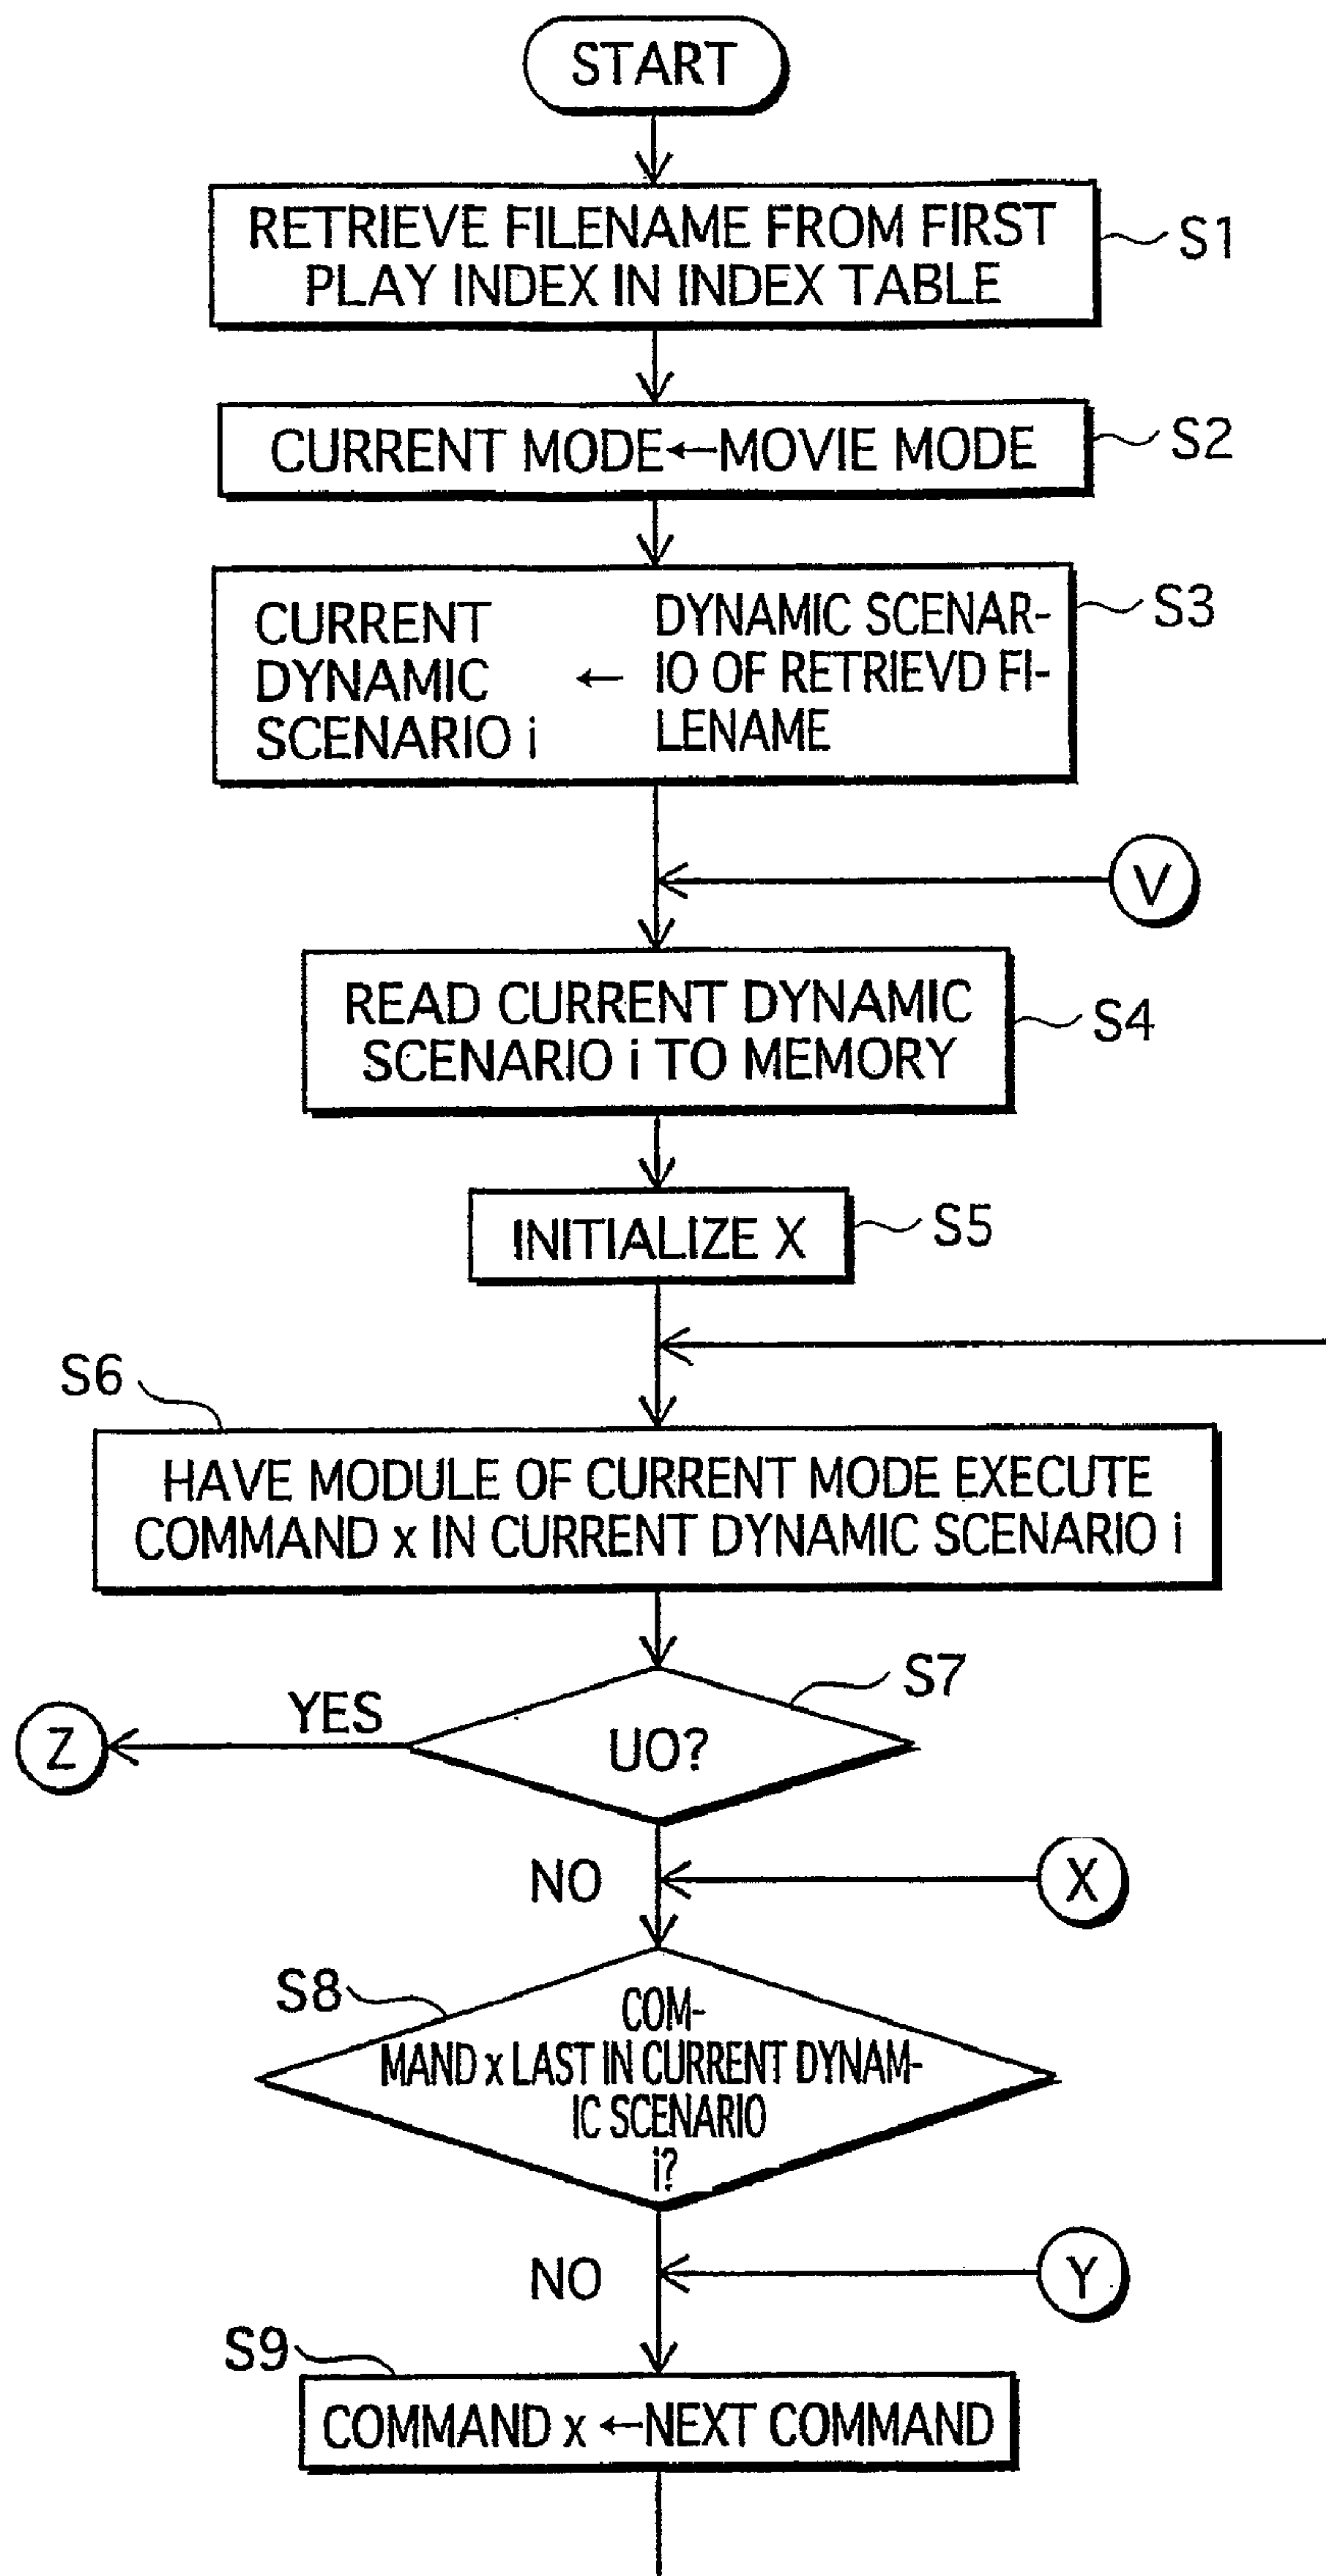 START
RETRIEVE FILENAME FROM FIRST
PLAY INDEX IN INDEX TABLE
S1
CURRENT MODE←MOVIE MODE
S2
CURRENT
DYNAMIC
SCENARIO i
←
DYNAMIC SCENAR-
IO OF RETRIEVD FI-
LENAME
S3
V
READ CURRENT DYNAMIC
SCENARIO i TO MEMORY
S4
INITIALIZE X
S5
S6
HAVE MODULE OF CURRENT MODE EXECUTE
COMMAND x IN CURRENT DYNAMIC SCENARIO i
S7
UO?
YES
Z
NO
X
S8
COM-
MAND x LAST IN CURRENT DYNAM-
IC SCENARIO
i?
NO
Y
S9
COMMAND x ←NEXT COMMAND